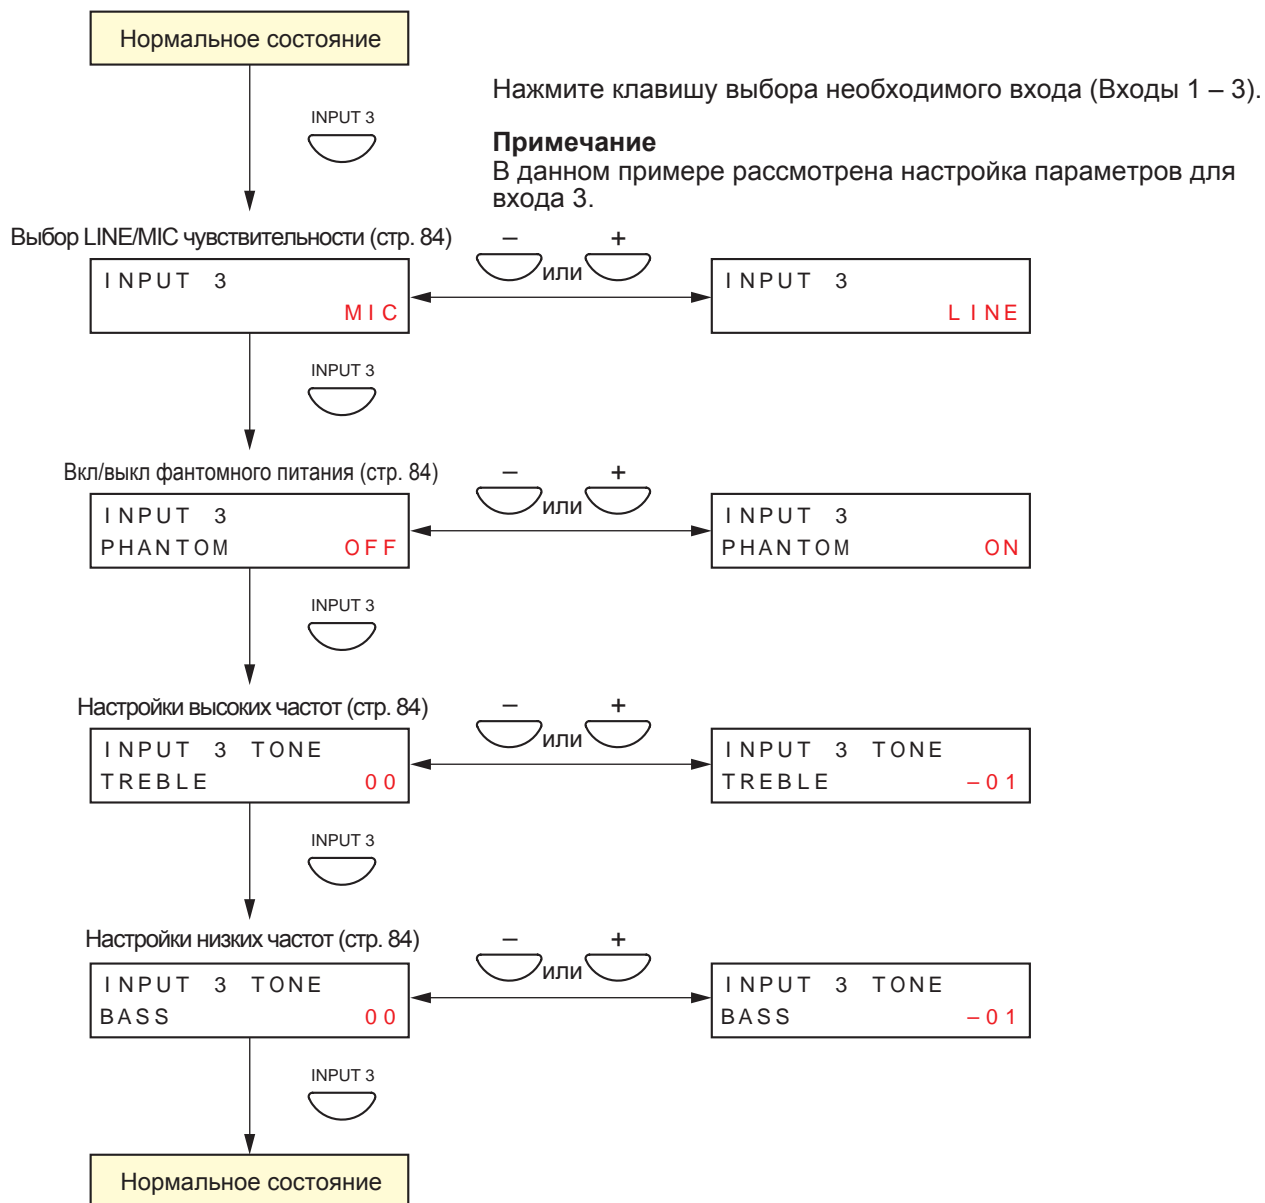 Нормальное состояние
Нажмите клавишу выбора необходимого входа (Входы 1 – 3).
INPUT 3
Примечание
В данном примере рассмотрена настройка параметров для
входа 3.
Выбор LINE/MIC чувствительности (стр. 84)
– или +
INPUT 3
MIC
INPUT 3
LINE
INPUT 3
Вкл/выкл фантомного питания (стр. 84)
– или +
INPUT 3
PHANTOM OFF
INPUT 3
PHANTOM ON
INPUT 3
Настройки высоких частот (стр. 84)
– или +
INPUT 3 TONE
TREBLE 00
INPUT 3 TONE
TREBLE –01
INPUT 3
Настройки низких частот (стр. 84)
– или +
INPUT 3 TONE
BASS 00
INPUT 3 TONE
BASS –01
INPUT 3
Нормальное состояние